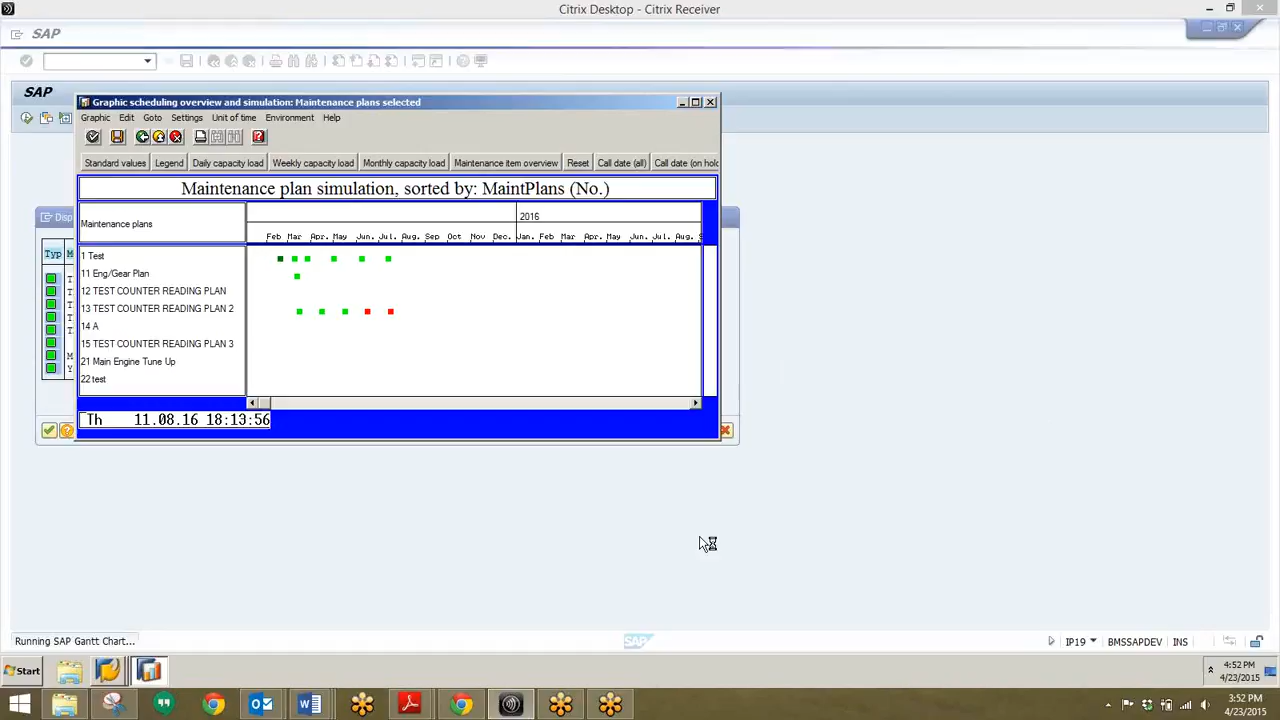 Citrix Desktop - Citrix Receiver
SAP
SAP
Graphic scheduling overview and simulation: Maintenance plans selected
Graphic Edit Goto Settings Unit of time Environment Help
Standard values Legend Daily capacity load Weekly capacity load Monthly capacity load Maintenance item overview Reset Call date (all) Call date (on hold
Maintenance plan simulation, sorted by: MaintPlans (No.)
Disp
Typ M
Maintenance plans
2016
Feb Mar Apr. May Jun. Jul. Aug. Sep Oct Nov Dec. Jan. Feb Mar Apr. May Jun. Jul. Aug. S
1 Test
11 Eng/Gear Plan
12 TEST COUNTER READING PLAN
13 TEST COUNTER READING PLAN 2
14 A
15 TEST COUNTER READING PLAN 3
21 Main Engine Tune Up
22 test
T
T
T
T
T
M
Y
Th 11.08.16 18:13:56
Running SAP Gantt Chart...
SAP
IP19 BMSSAPDEV INS
Start
4:52 PM
4/23/2015
3:52 PM
4/23/2015